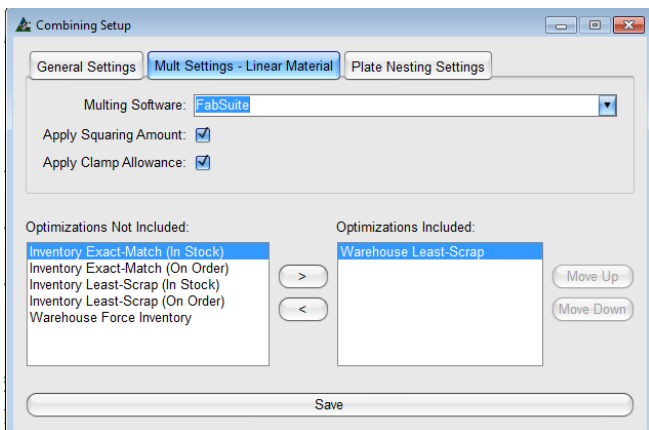 Combining Setup
General Settings
Mult Settings - Linear Material
Plate Nesting Settings
Multing Software: FabSuite
Apply Squaring Amount:
Apply Clamp Allowance:
Optimizations Not Included:
Inventory Exact-Match (In Stock)
Inventory Exact-Match (On Order)
Inventory Least-Scrap (In Stock)
Inventory Least-Scrap (On Order)
Warehouse Force Inventory
>
<
Optimizations Included:
Warehouse Least-Scrap
Move Up
Move Down
Save